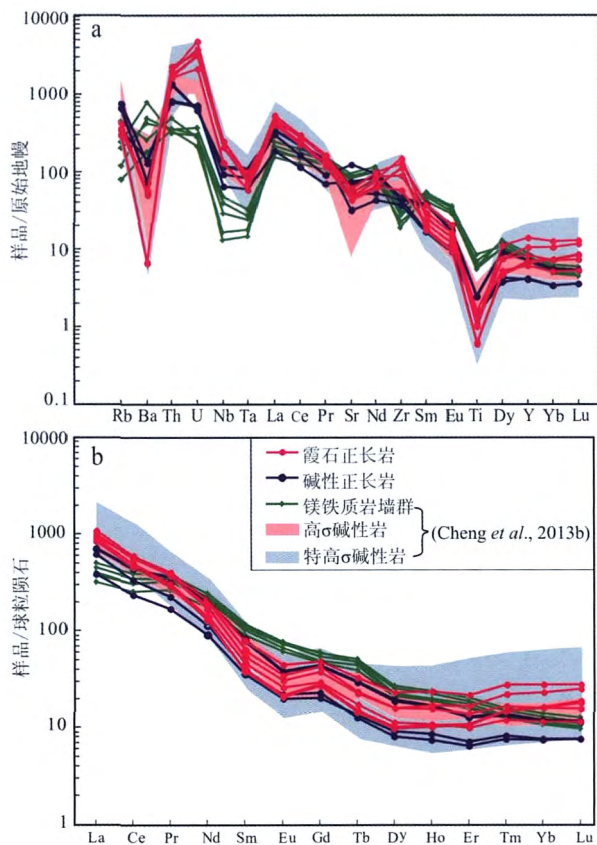 a
10000
1000
100
10
1
0.1
样品/原始地幔
Rb Ba Th U Nb Ta La Ce Pr Sr Nd Zr Sm Eu Ti Dy Y Yb Lu
b
10000
1000
100
10
1
样品/球粒陨石
霞石正长岩
碱性正长岩
镁铁质岩墙群
高σ碱性岩
特高σ碱性岩
(Cheng et al., 2013b)
La Ce Pr Nd Sm Eu Gd Tb Dy Ho Er Tm Yb Lu